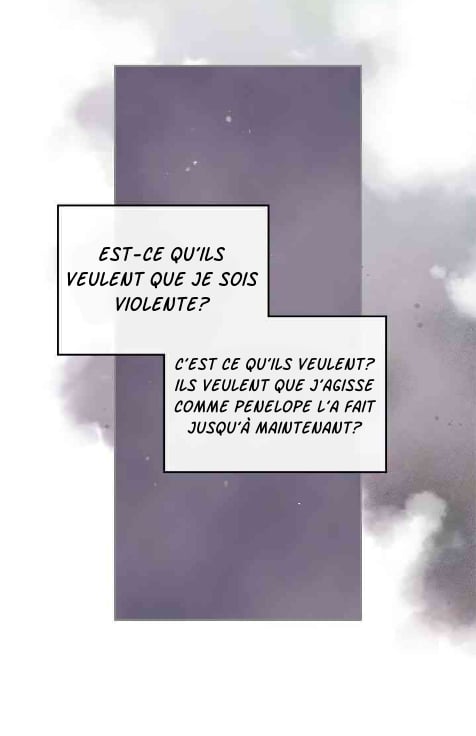 EST-CE QU'ILS
VEULENT QUE JE SOIS
VIOLENTE?
C'EST CE QU'ILS VEULENT?
ILS VEULENT QUE J'AGISSE
COMME PENELOPE L'A FAIT
JUSQU'À MAINTENANT?